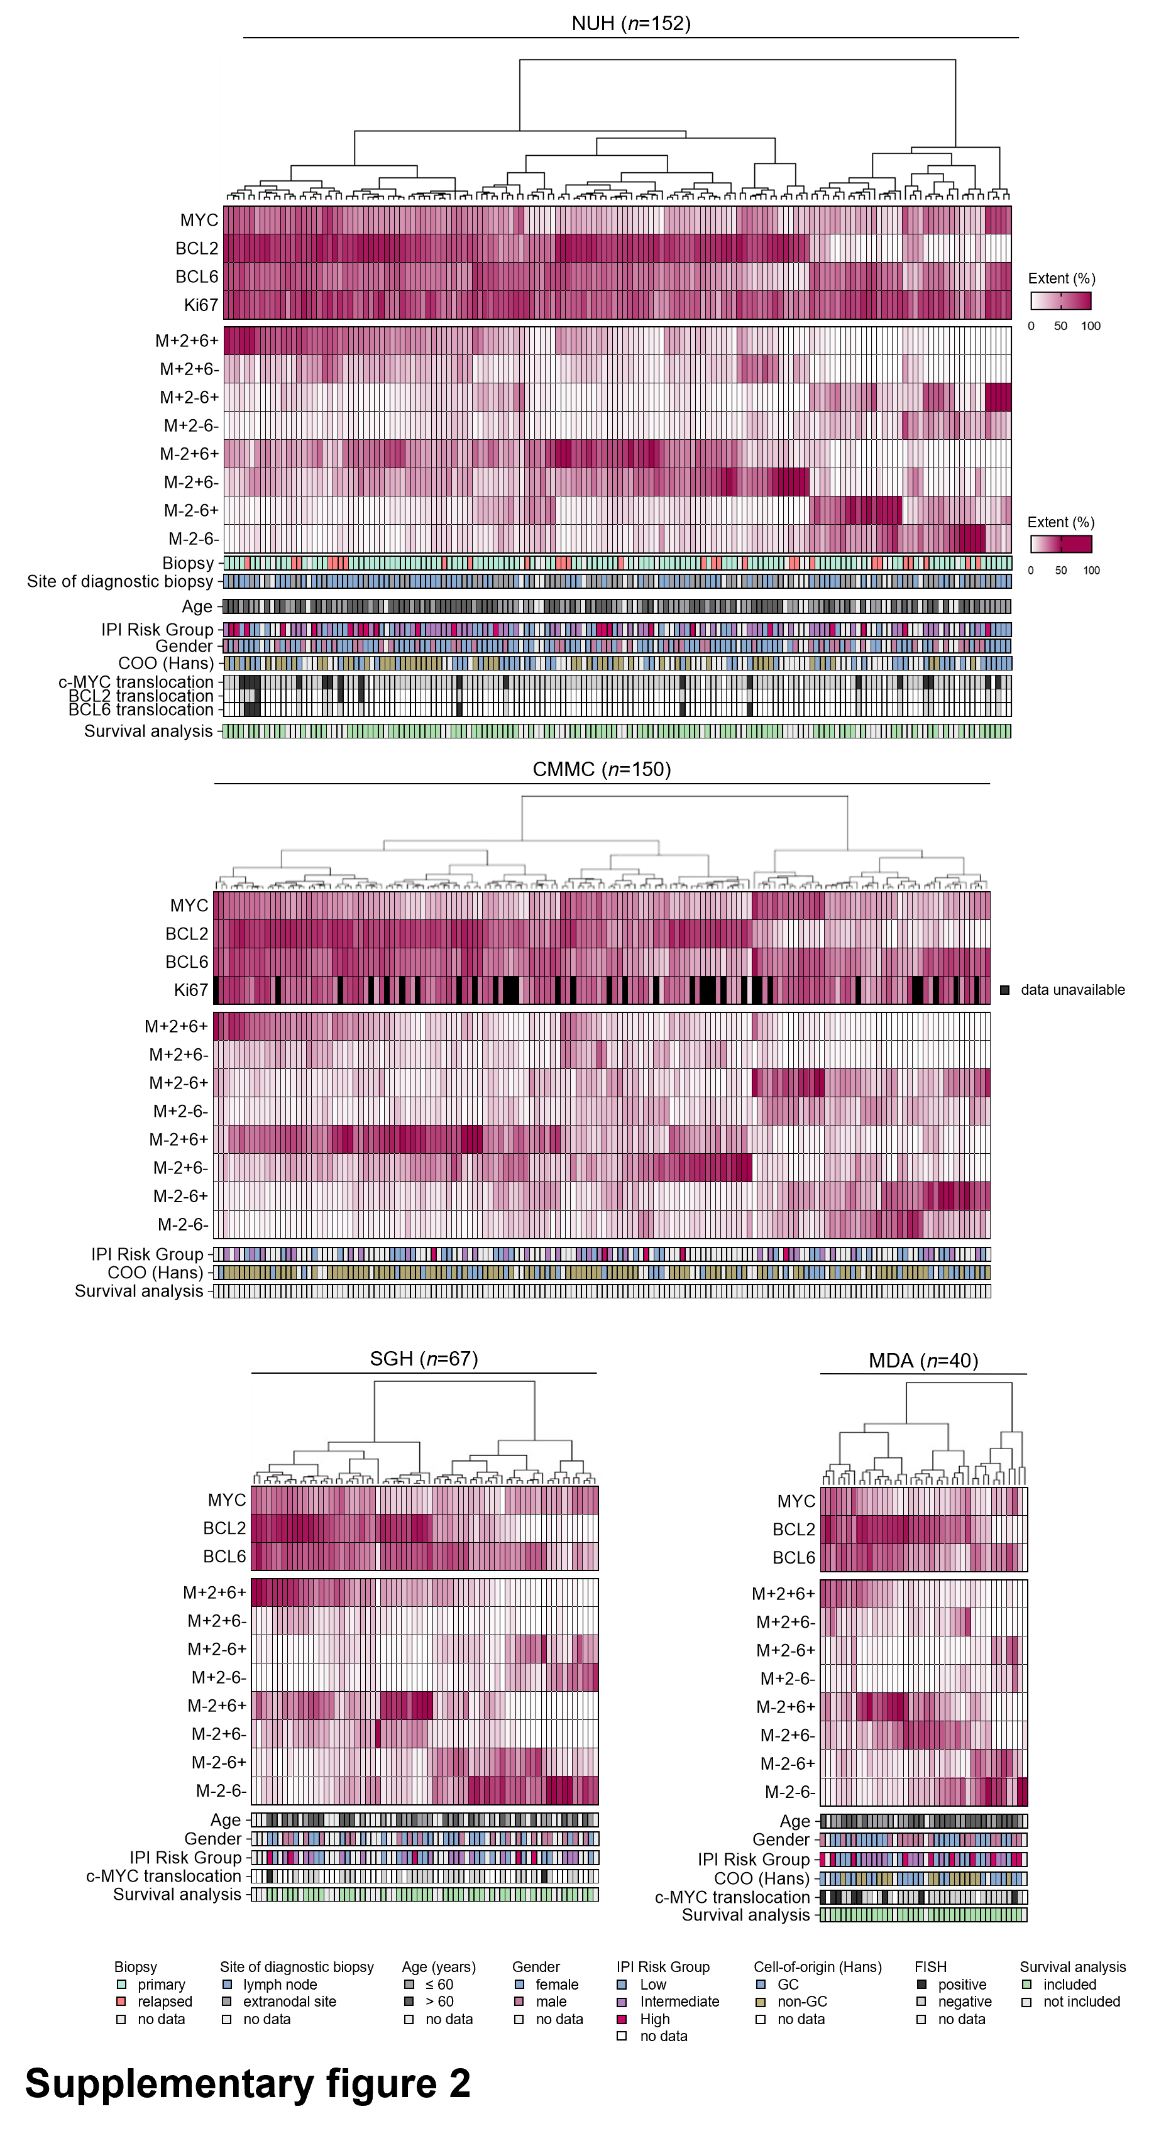 NUH (n=152)
MYC
BCL2
BCL6
Ki67
Extent (%)
0 50 100
M+2+6+
M+2+6-
M+2-6+
M+2-6-
M-2+6+
M-2+6-
M-2-6+
M-2-6-
Extent (%)
0 50 100
Biopsy
Site of diagnostic biopsy
Age
IPI Risk Group
Gender
COO (Hans)
c-MYC translocation
BCL2 translocation
BCL6 translocation
Survival analysis
CMMC (n=150)
MYC
BCL2
BCL6
Ki67
data unavailable
M+2+6+
M+2+6-
M+2-6+
M+2-6-
M-2+6+
M-2+6-
M-2-6+
M-2-6-
IPI Risk Group
COO (Hans)
Survival analysis
SGH (n=67)
MYC
BCL2
BCL6
M+2+6+
M+2+6-
M+2-6+
M+2-6-
M-2+6+
M-2+6-
M-2-6+
M-2-6-
Age
Gender
IPI Risk Group
c-MYC translocation
Survival analysis
MDA (n=40)
MYC
BCL2
BCL6
M+2+6+
M+2+6-
M+2-6+
M+2-6-
M-2+6+
M-2+6-
M-2-6+
M-2-6-
Age
Gender
IPI Risk Group
COO (Hans)
c-MYC translocation
Survival analysis
Biopsy
primary
relapsed
no data
Site of diagnostic biopsy
lymph node
extranodal site
no data
Age (years)
≤ 60
> 60
no data
Gender
female
male
no data
IPI Risk Group
Low
Intermediate
High
no data
Cell-of-origin (Hans)
GC
non-GC
no data
FISH
positive
negative
no data
Survival analysis
included
not included
Supplementary figure 2